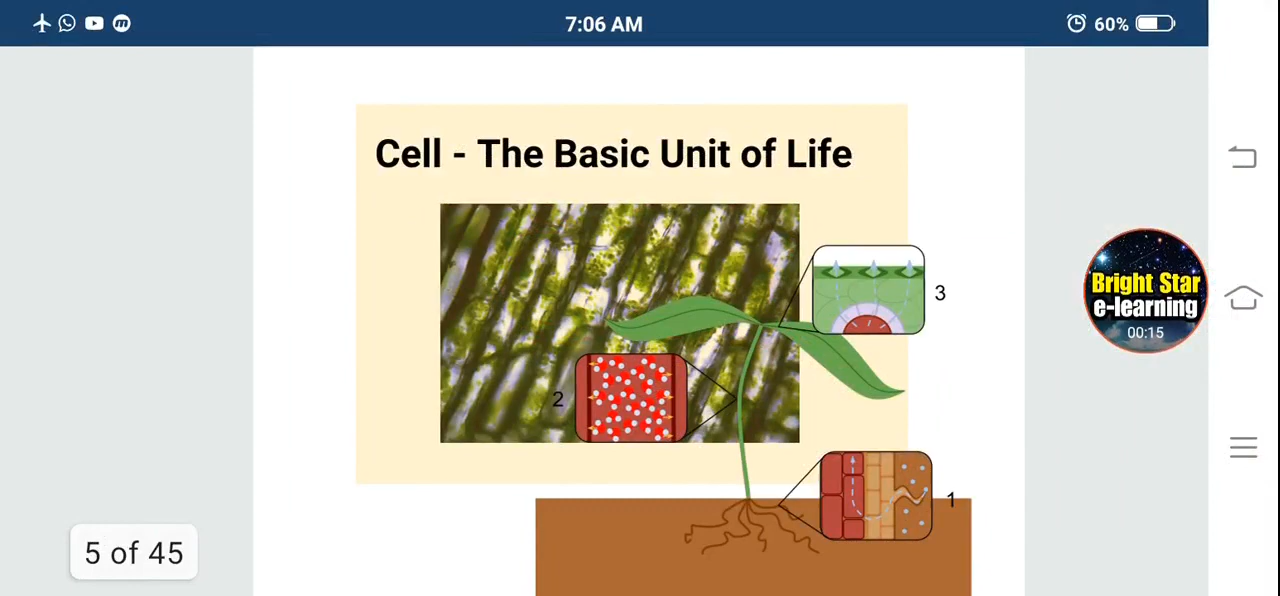 7:06 AM
60%
Cell - The Basic Unit of Life
3
2
1
Bright Star
e-learning
00:15
5 of 45